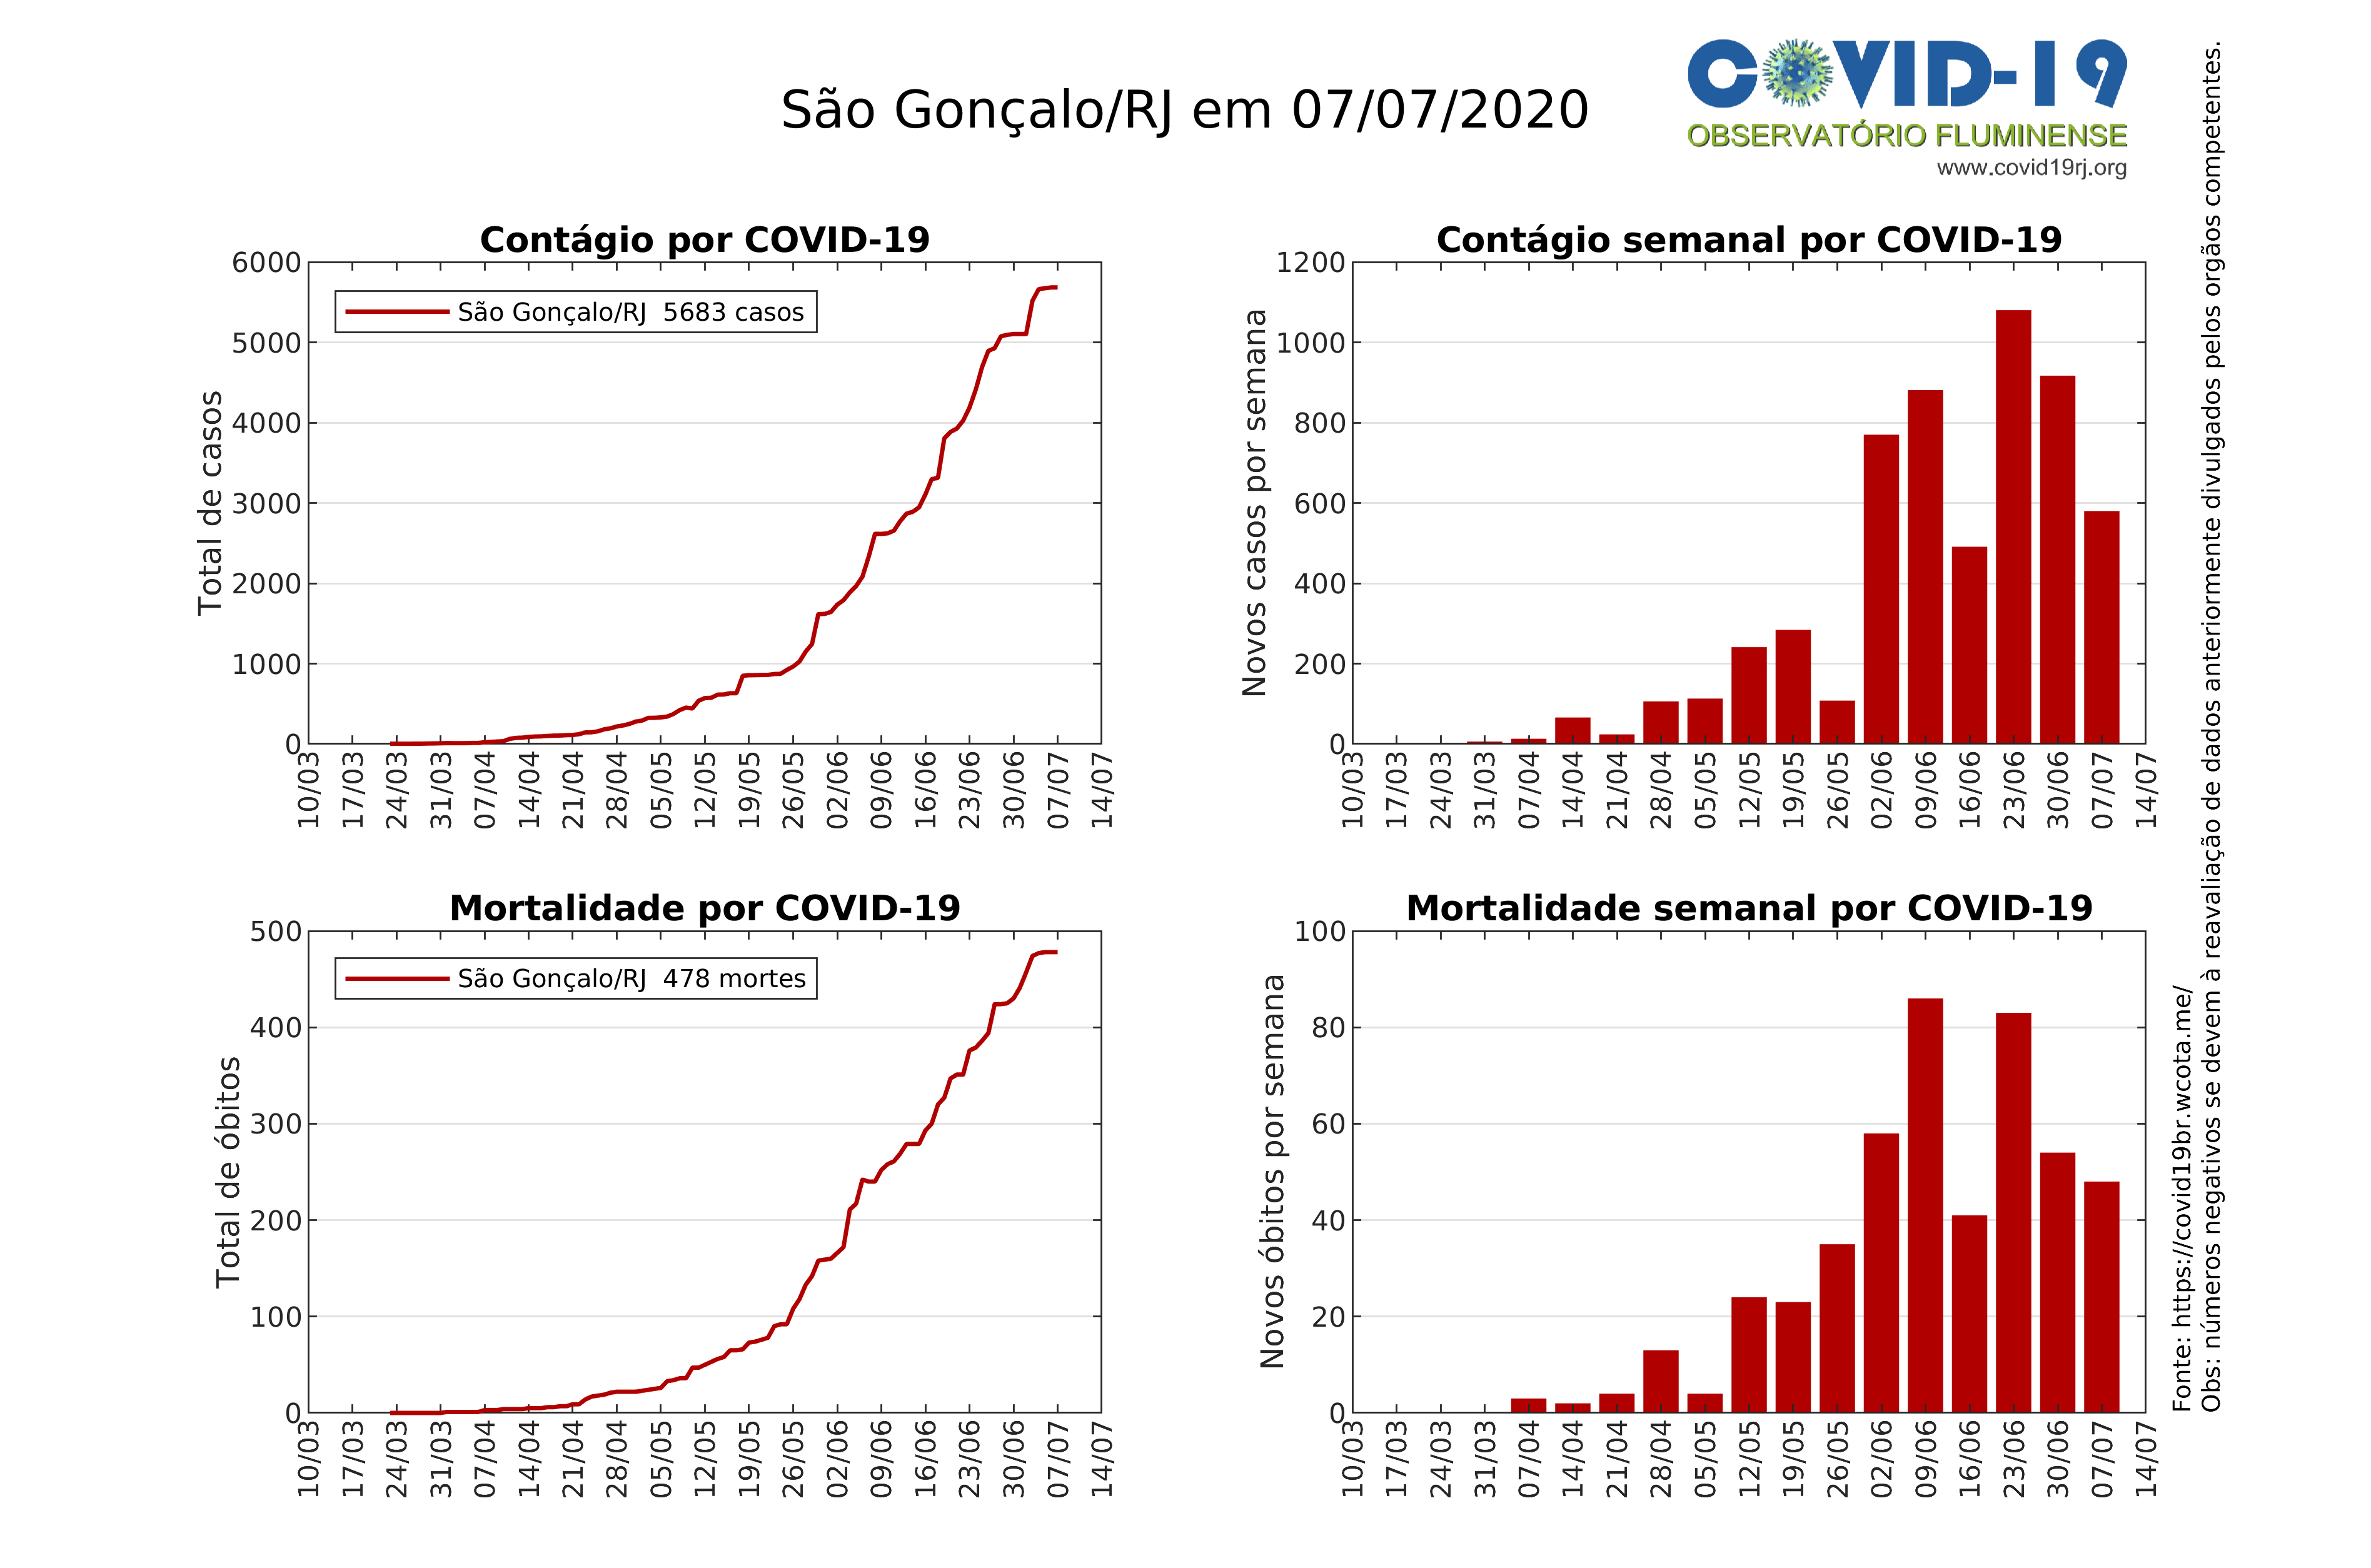 São Gonçalo/RJ em 07/07/2020
COVID-19
OBSERVATÓRIO FLUMINENSE
www.covid19rj.org
Contágio por COVID-19
Total de casos
6000
5000
4000
3000
2000
1000
0
São Gonçalo/RJ 5683 casos
10/03 17/03 24/03 31/03 07/04 14/04 21/04 28/04 05/05 12/05 19/05 26/05 02/06 09/06 16/06 23/06 30/06 07/07 14/07
Contágio semanal por COVID-19
Novos casos por semana
1200
1000
800
600
400
200
0
10/03 17/03 24/03 31/03 07/04 14/04 21/04 28/04 05/05 12/05 19/05 26/05 02/06 09/06 16/06 23/06 30/06 07/07 14/07
Mortalidade por COVID-19
Total de óbitos
500
400
300
200
100
0
São Gonçalo/RJ 478 mortes
10/03 17/03 24/03 31/03 07/04 14/04 21/04 28/04 05/05 12/05 19/05 26/05 02/06 09/06 16/06 23/06 30/06 07/07 14/07
Mortalidade semanal por COVID-19
Novos óbitos por semana
100
80
60
40
20
0
10/03 17/03 24/03 31/03 07/04 14/04 21/04 28/04 05/05 12/05 19/05 26/05 02/06 09/06 16/06 23/06 30/06 07/07 14/07
Fonte: https://covid19br.wcota.me/
Obs: números negativos se devem à reavaliação de dados anteriormente divulgados pelos orgãos competentes.